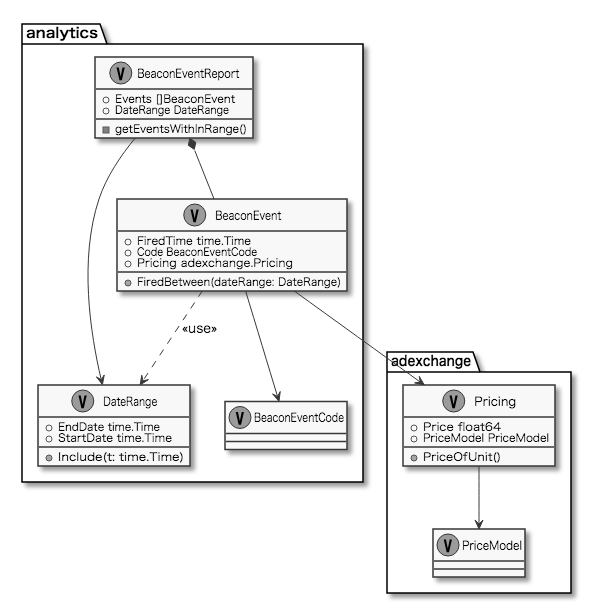 analytics
V BeaconEventReport
Events []BeaconEvent
DateRange DateRange
getEventsWithInRange()
V BeaconEvent
FiredTime time.Time
Code BeaconEventCode
Pricing adexchange.Pricing
FiredBetween(dateRange: DateRange)
«use»
adexchange
V DateRange
EndDate time.Time
StartDate time.Time
Include(t: time.Time)
V BeaconEventCode
V Pricing
Price float64
PriceModel PriceModel
PriceOfUnit()
V PriceModel